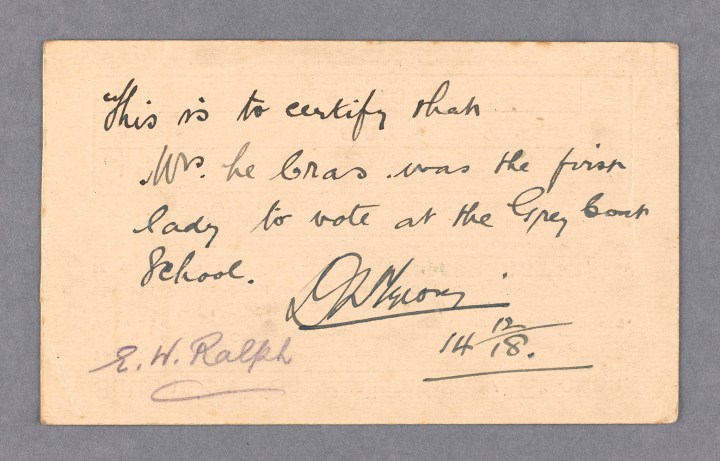 This is to certify that
Mrs. Le Cras was the first
lady to vote at the Grey Coat
School.
14 12/18.
E. W. Ralph